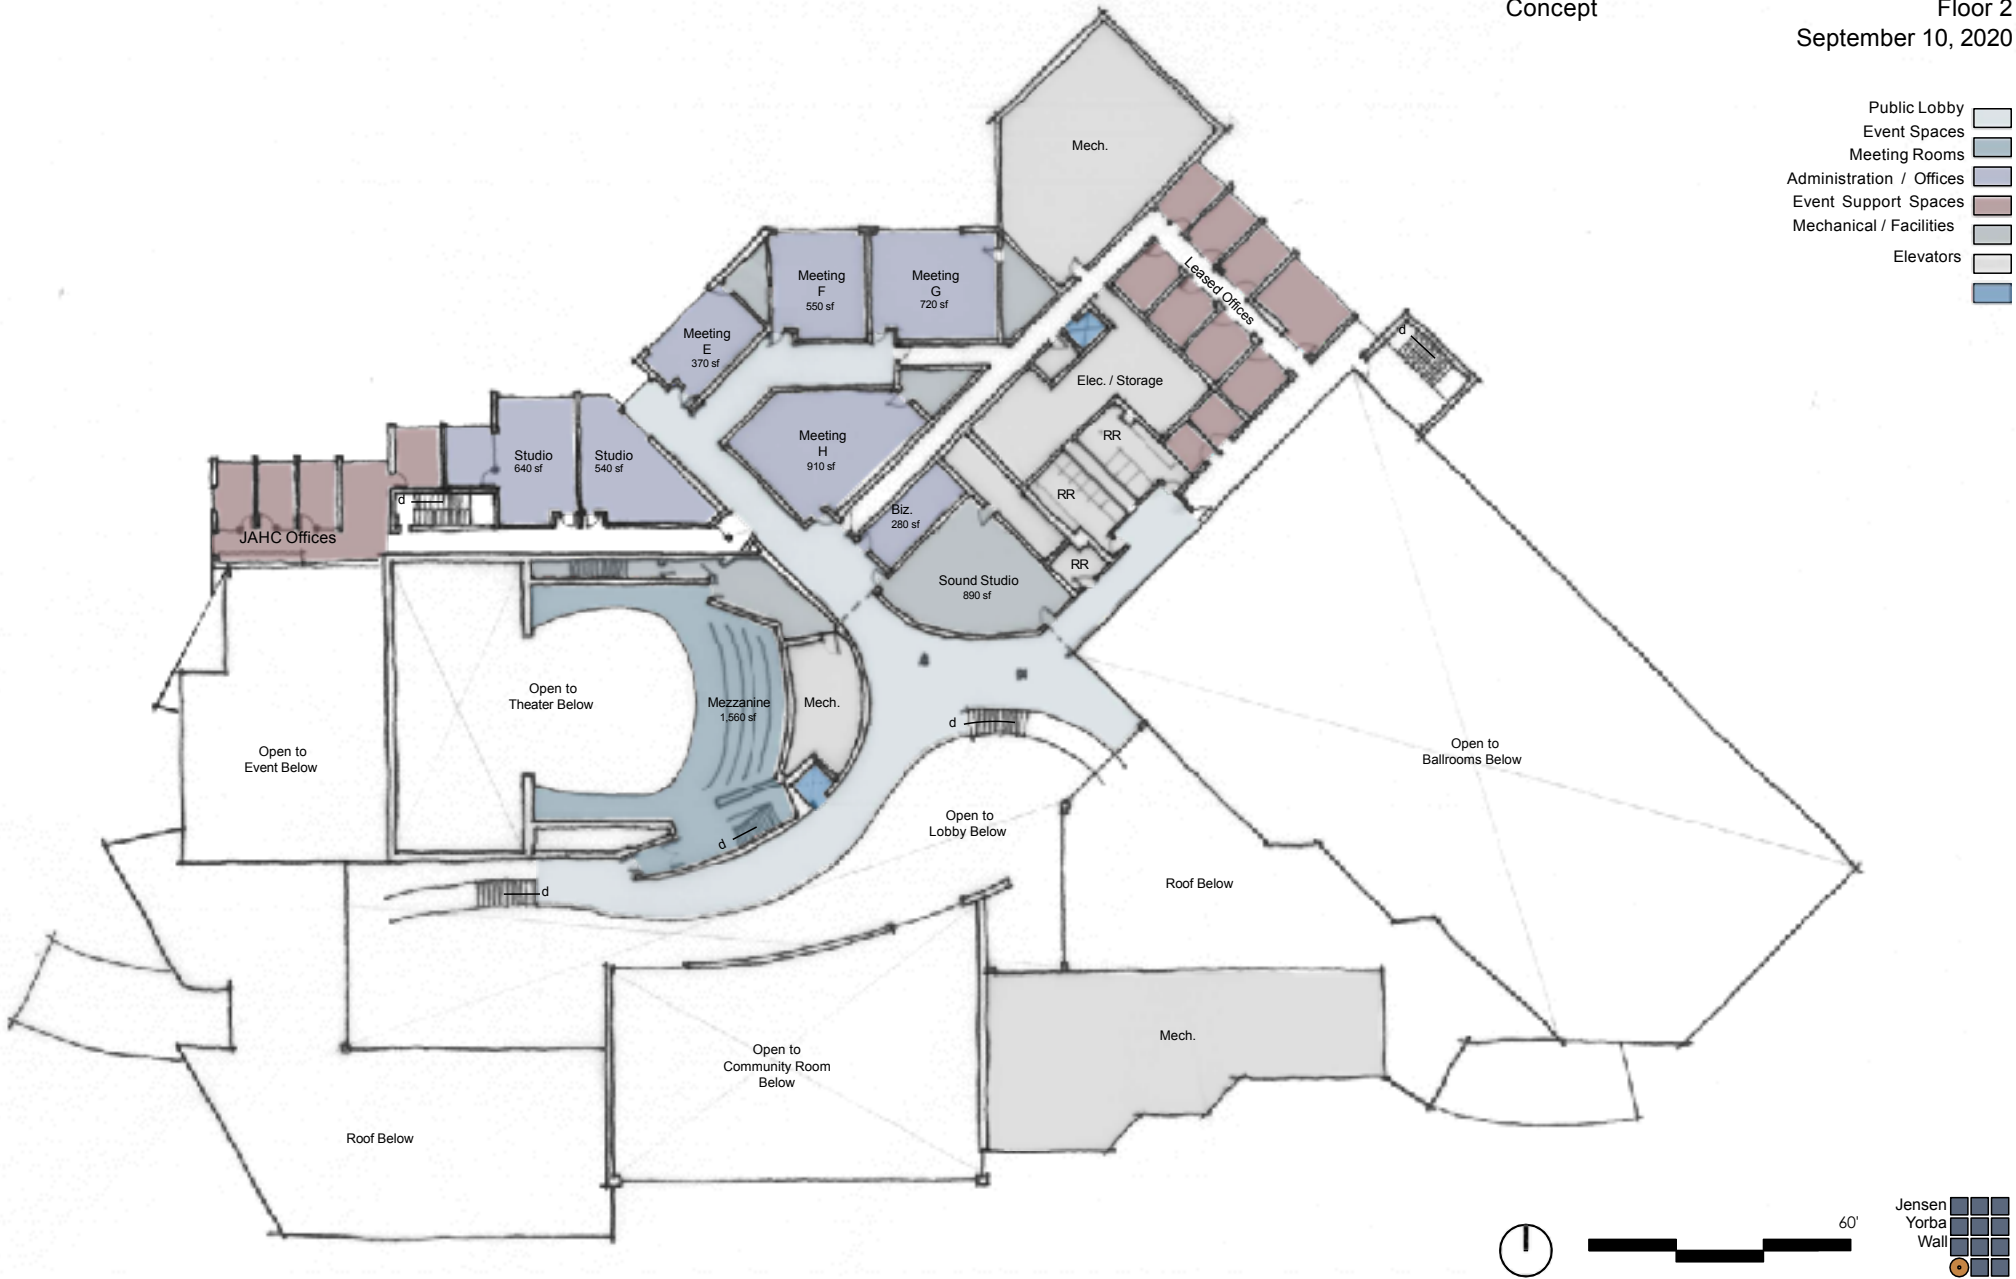 Concept
Floor 2
September 10, 2020
Public Lobby
Event Spaces
Meeting Rooms
Administration / Offices
Event Support Spaces
Mechanical / Facilities
Elevators
Mech.
Leased Offices
d
Meeting
F
550 sf
Meeting
G
720 sf
Meeting
E
370 sf
Elec. / Storage
Meeting
H
910 sf
RR
RR
Studio
640 sf
Studio
540 sf
d
Biz.
280 sf
JAHC Offices
RR
Sound Studio
890 sf
Open to
Theater Below
Mezzanine
1,560 sf
Mech.
d
Open to
Event Below
Open to
Ballrooms Below
Open to
Lobby Below
d
d
Roof Below
Mech.
Open to
Community Room
Below
Roof Below
60'
Jensen
Yorba
Wall